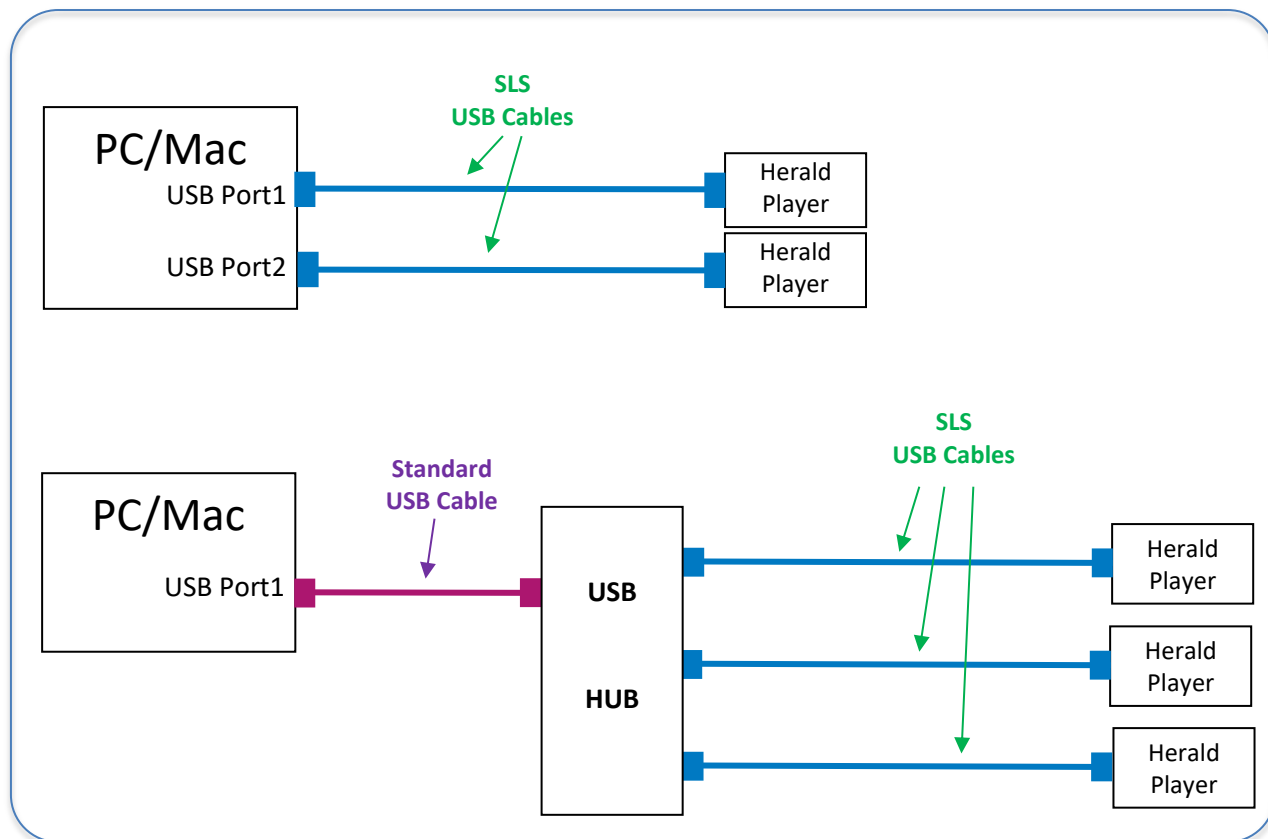 SLS
USB Cables
PC/Mac
USB Port1
USB Port2
Herald
Player
Herald
Player
SLS
USB Cables
Standard
USB Cable
PC/Mac
USB Port1
USB
HUB
Herald
Player
Herald
Player
Herald
Player